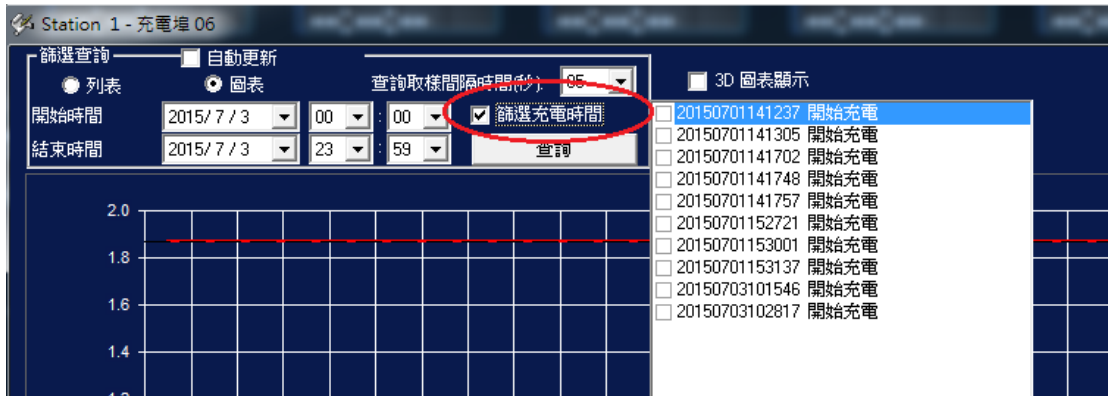 Station 1 - 充電埠 06
篩選查詢 自動更新
列表 圖表 查詢取樣間隔時間(秒): 05 3D 圖表顯示
開始時間 2015/ 7 / 3 00 : 00 篩選充電時間
結束時間 2015/ 7 / 3 23 : 59 查詢
20150701141237 開始充電
20150701141305 開始充電
20150701141702 開始充電
20150701141748 開始充電
20150701141757 開始充電
20150701152721 開始充電
20150701153001 開始充電
20150701153137 開始充電
20150703101546 開始充電
20150703102817 開始充電
2.0
1.8
1.6
1.4